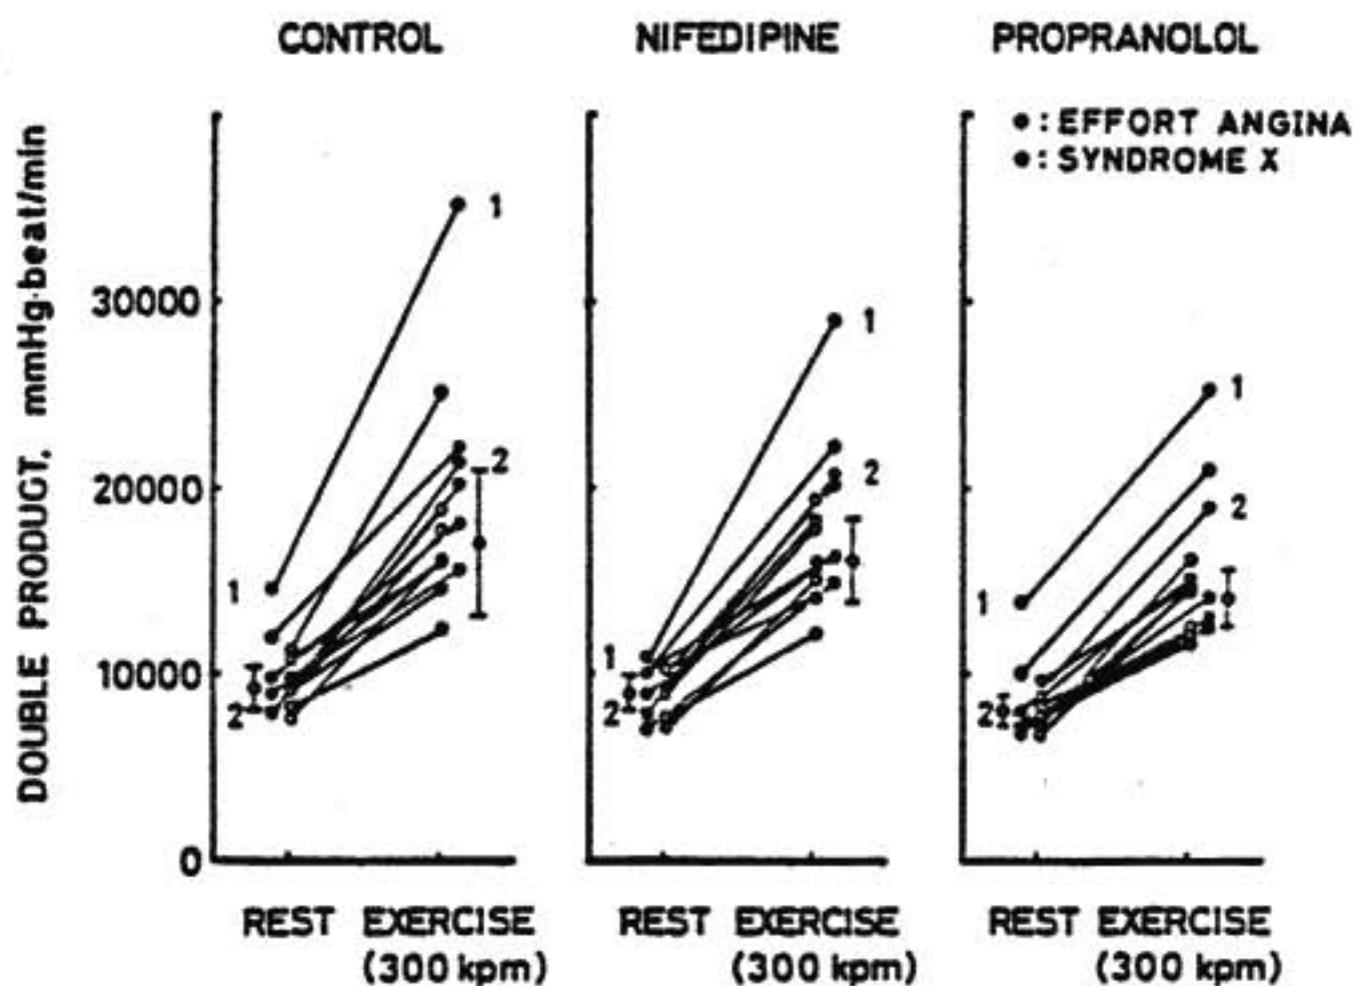 CONTROL
NIFEDIPINE
PROPRANOLOL
●: EFFORT ANGINA
●: SYNDROME X
DOUBLE PRODUGT, mmHg·beat/min
30000
20000
10000
0
1
2
1
2
1
2
1
2
1
2
1
2
REST EXERCISE
(300 kpm)
REST EXERCISE
(300 kpm)
REST EXERCISE
(300 kpm)